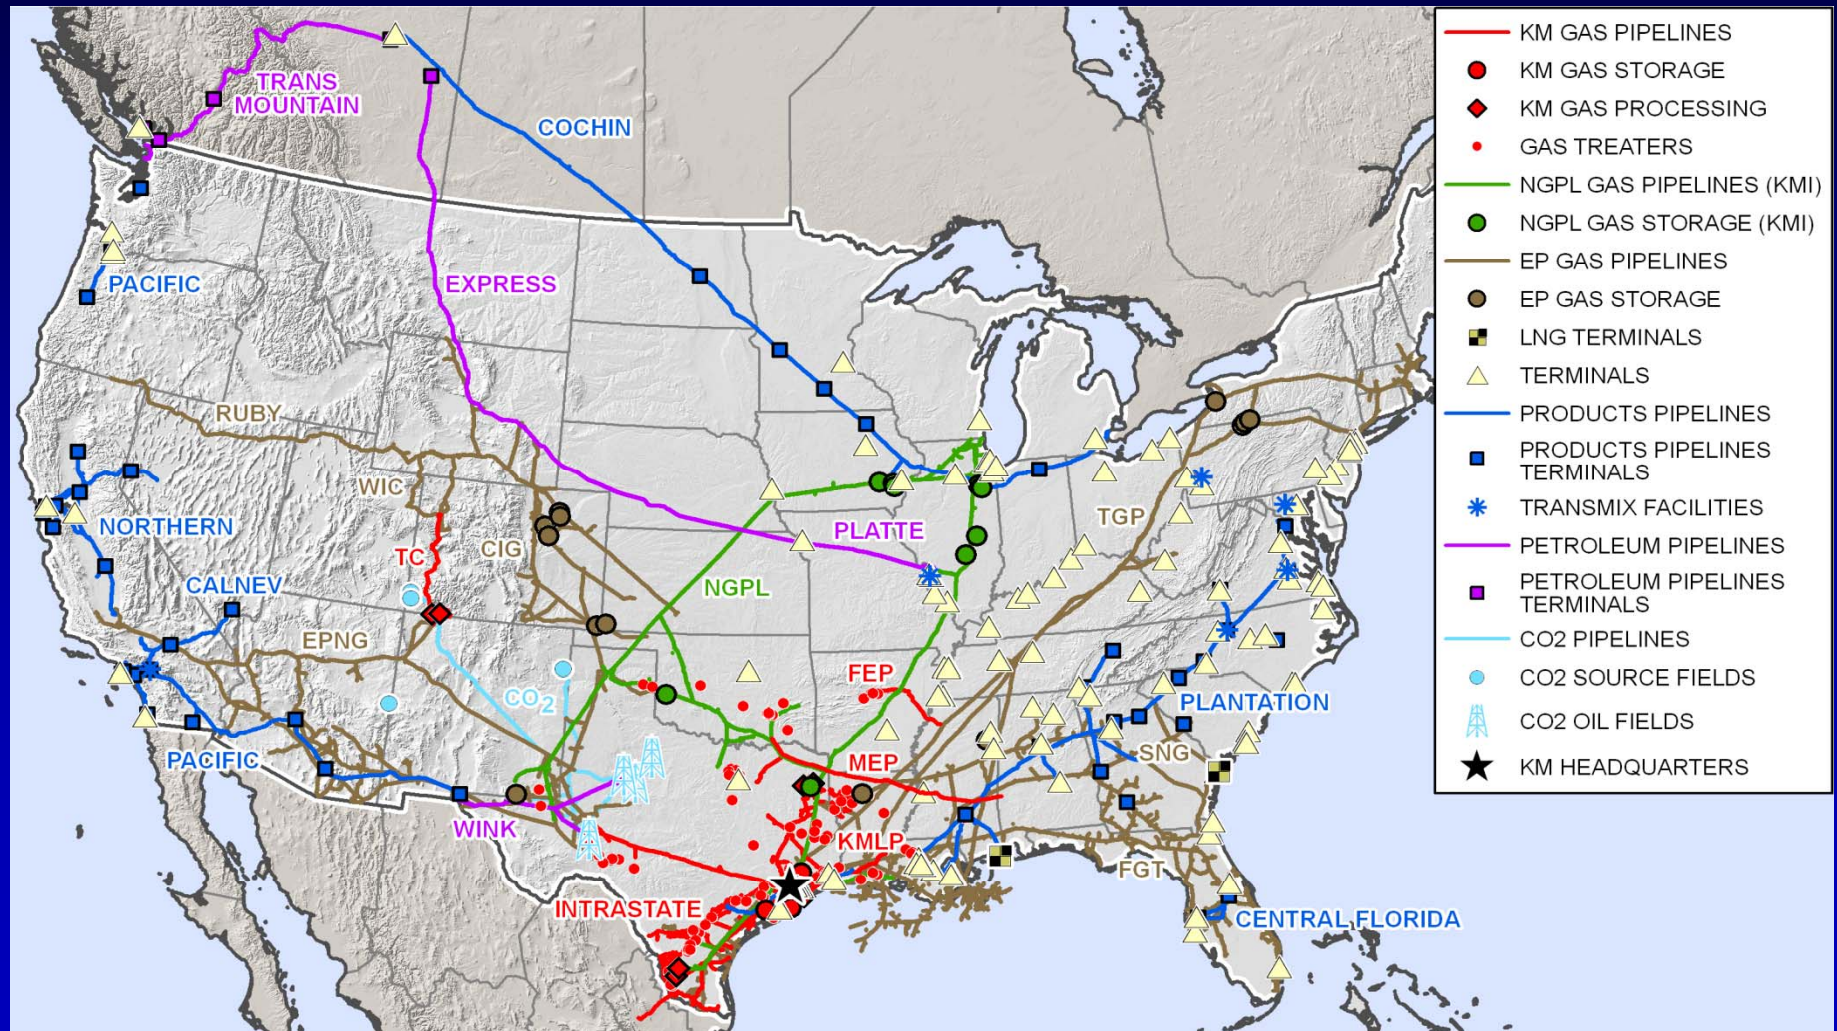 TRANS
MOUNTAIN
COCHIN
PACIFIC
EXPRESS
RUBY
WIC
NORTHERN
PLATTE
TGP
TC
CIG
CALNEV
NGPL
EPNG
FEP
CO2
PLANTATION
SNG
PACIFIC
MEP
WINK
KMLP
FGT
INTRASTATE
CENTRAL FLORIDA
KM GAS PIPELINES
KM GAS STORAGE
KM GAS PROCESSING
GAS TREATERS
NGPL GAS PIPELINES (KMI)
NGPL GAS STORAGE (KMI)
EP GAS PIPELINES
EP GAS STORAGE
LNG TERMINALS
TERMINALS
PRODUCTS PIPELINES
PRODUCTS PIPELINES
TERMINALS
TRANSMIX FACILITIES
PETROLEUM PIPELINES
PETROLEUM PIPELINES
TERMINALS
CO2 PIPELINES
CO2 SOURCE FIELDS
CO2 OIL FIELDS
KM HEADQUARTERS